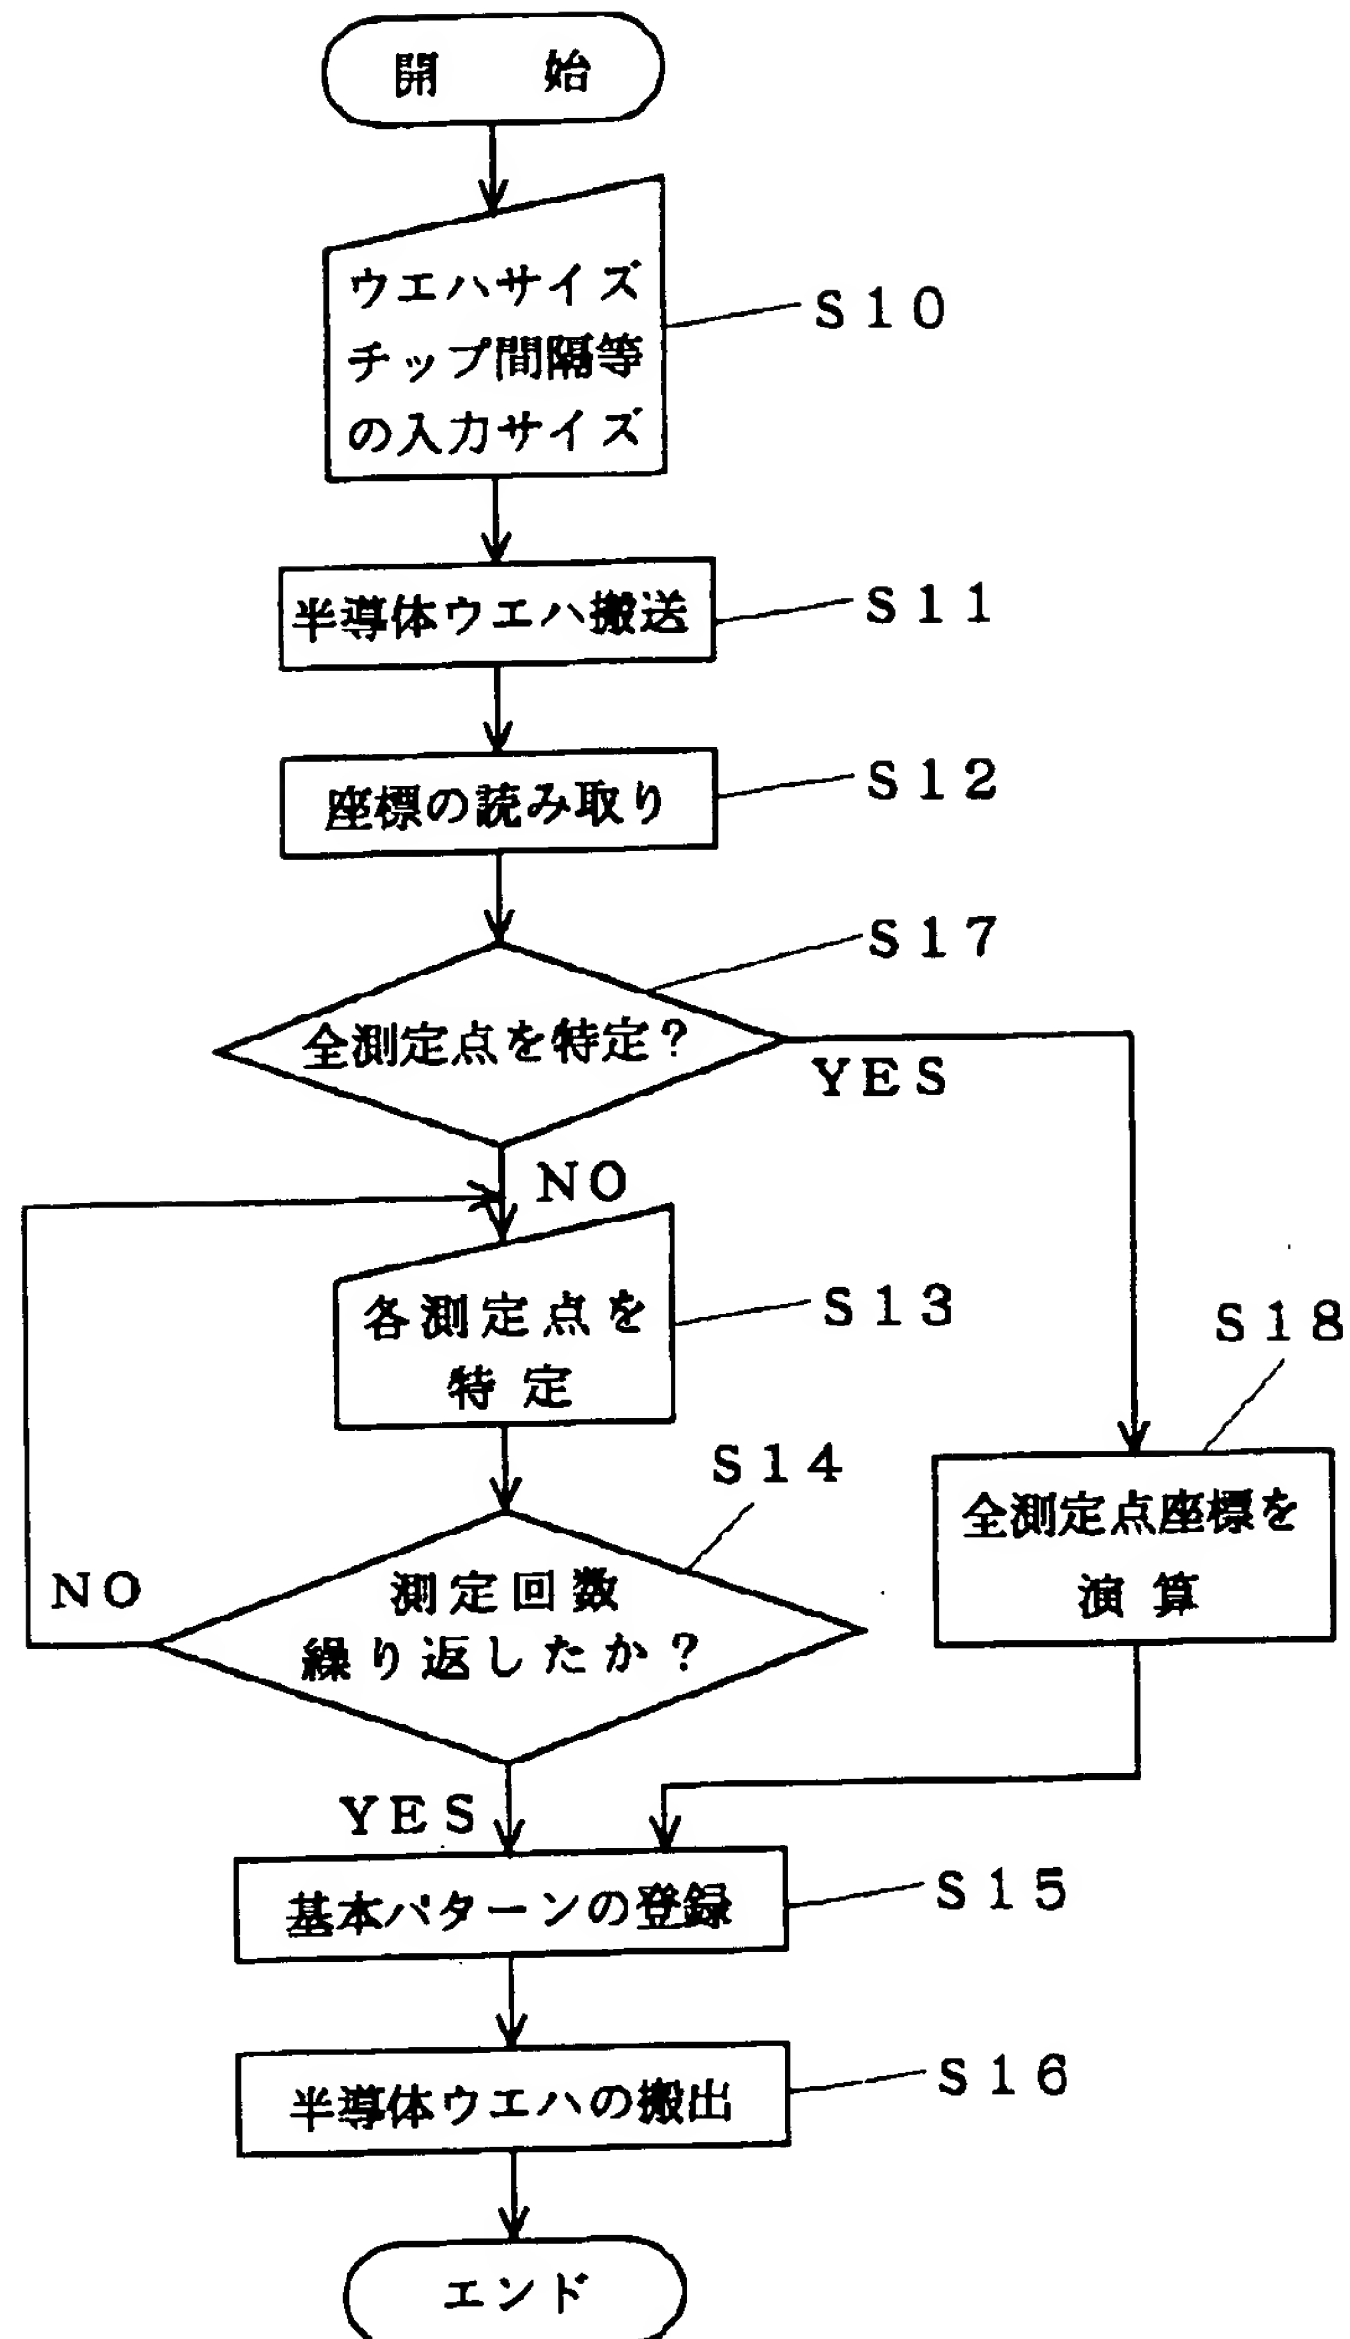 開 始
ウエハサイズ
チップ間隔等
の入力サイズ
S10
半導体ウエハ搬送
S11
座標の読み取り
S12
S17
全測定点を特定?
YES
NO
各測定点を
特定
S13
S18
S14
全測定点座標を
演算
測定回数
繰り返したか?
NO
YES
基本パターンの登録
S15
半導体ウエハの搬出
S16
エンド